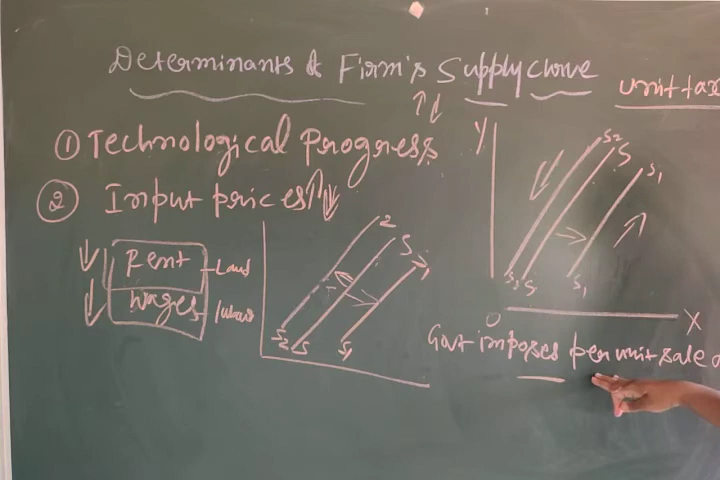 Determinants of Firm's Supply curve
unit tax
↑↓
① Technological Progress
② Input prices ↑↓
↓ Rent - Land
↓ Wages - labour
2 S S1
S2 S S1
Y S2 S S1
S2 S S1
O X
Govt imposes per unit sale